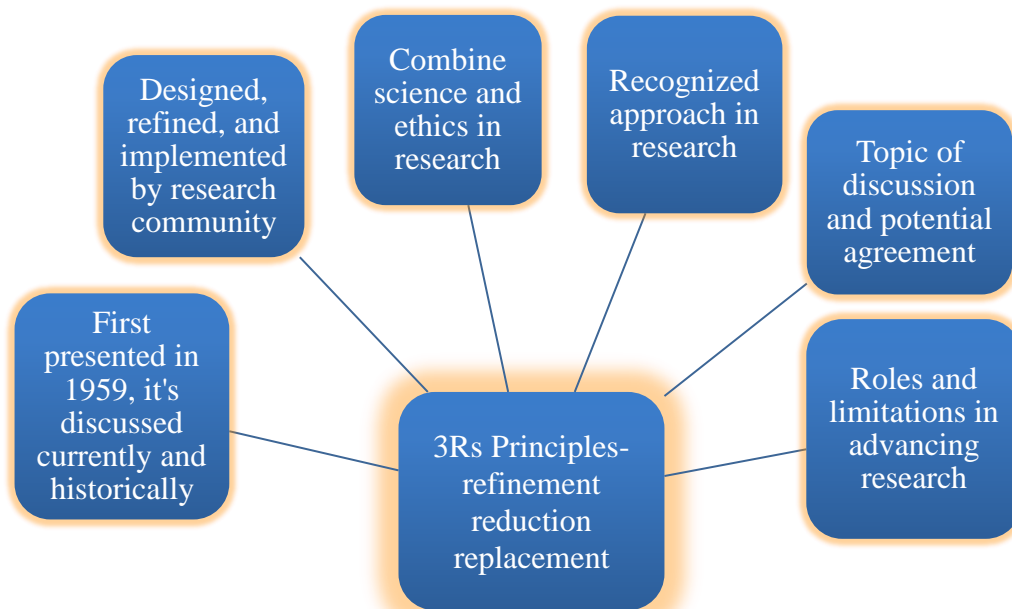 First
presented in
1959, it's
discussed
currently and
historically
Designed,
refined, and
implemented
by research
community
Combine
science and
ethics in
research
Recognized
approach in
research
Topic of
discussion
and potential
agreement
Roles and
limitations in
advancing
research
3Rs Principles-
refinement
reduction
replacement